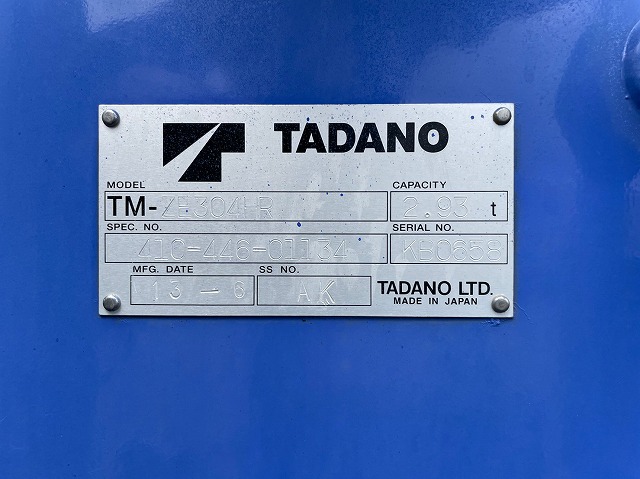 TADANO
MODEL CAPACITY
TM-ZE304HR 2.93 t
SPEC. NO. SERIAL NO.
410-446-01134 KB0858
MFG. DATE SS NO.
13-6 AK TADANO LTD.
MADE IN JAPAN